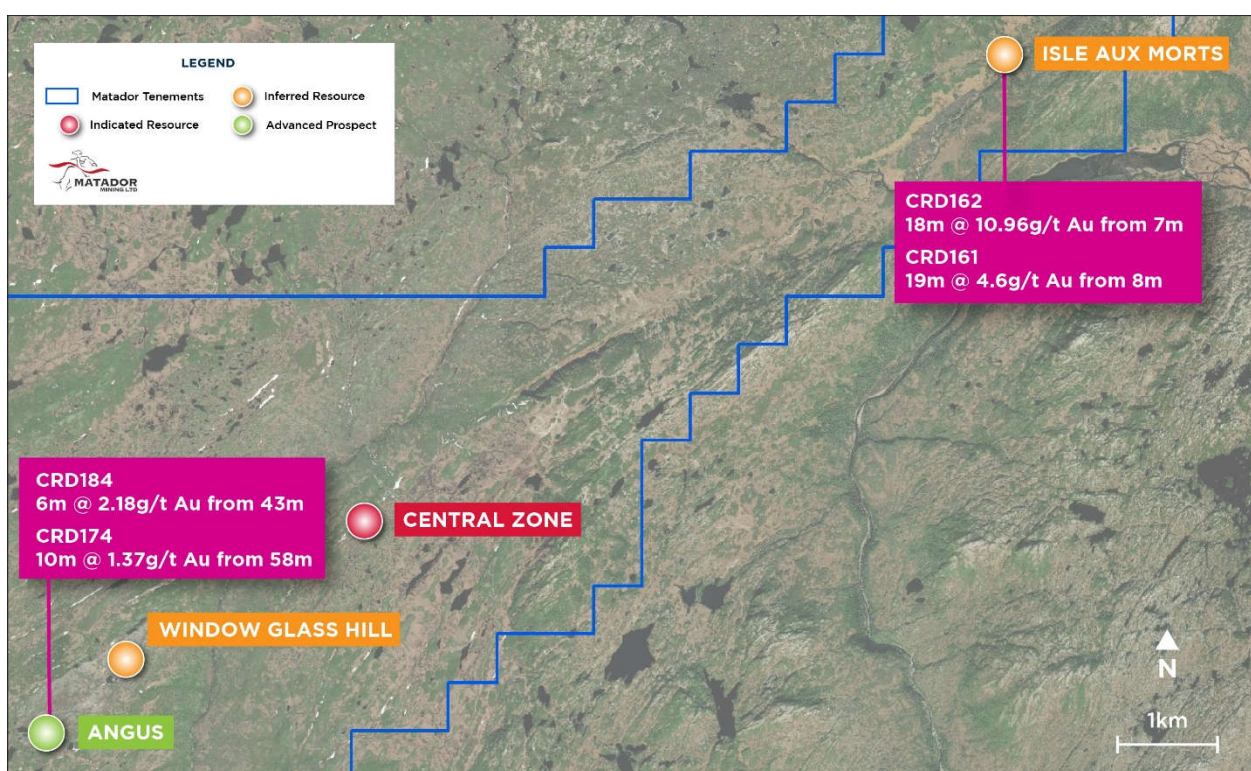 LEGEND
Matador Tenements
Inferred Resource
Indicated Resource
Advanced Prospect
MATADOR
MINING LTD
ISLE AUX MORTS
CRD162
18m @ 10.96g/t Au from 7m
CRD161
19m @ 4.6g/t Au from 8m
CRD184
6m @ 2.18g/t Au from 43m
CRD174
10m @ 1.37g/t Au from 58m
CENTRAL ZONE
WINDOW GLASS HILL
ANGUS
N
1km